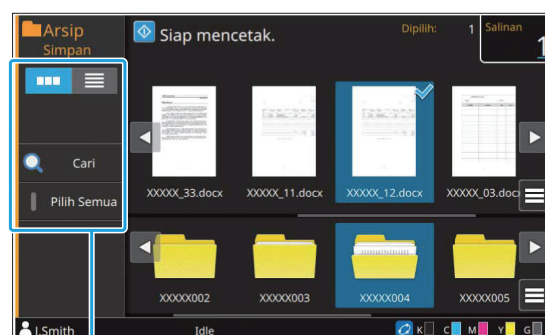 Arsip
Simpan
Siap mencetak.
Dipilih: 1
Salinan
1
Cari
Pilih Semua
XXXXX_33.docx
XXXXX_11.docx
XXXXX_12.docx
XXXXX_03.docx
XXXXX002
XXXXX003
XXXXX004
XXXXX005
J.Smith
Idle
K C M Y G